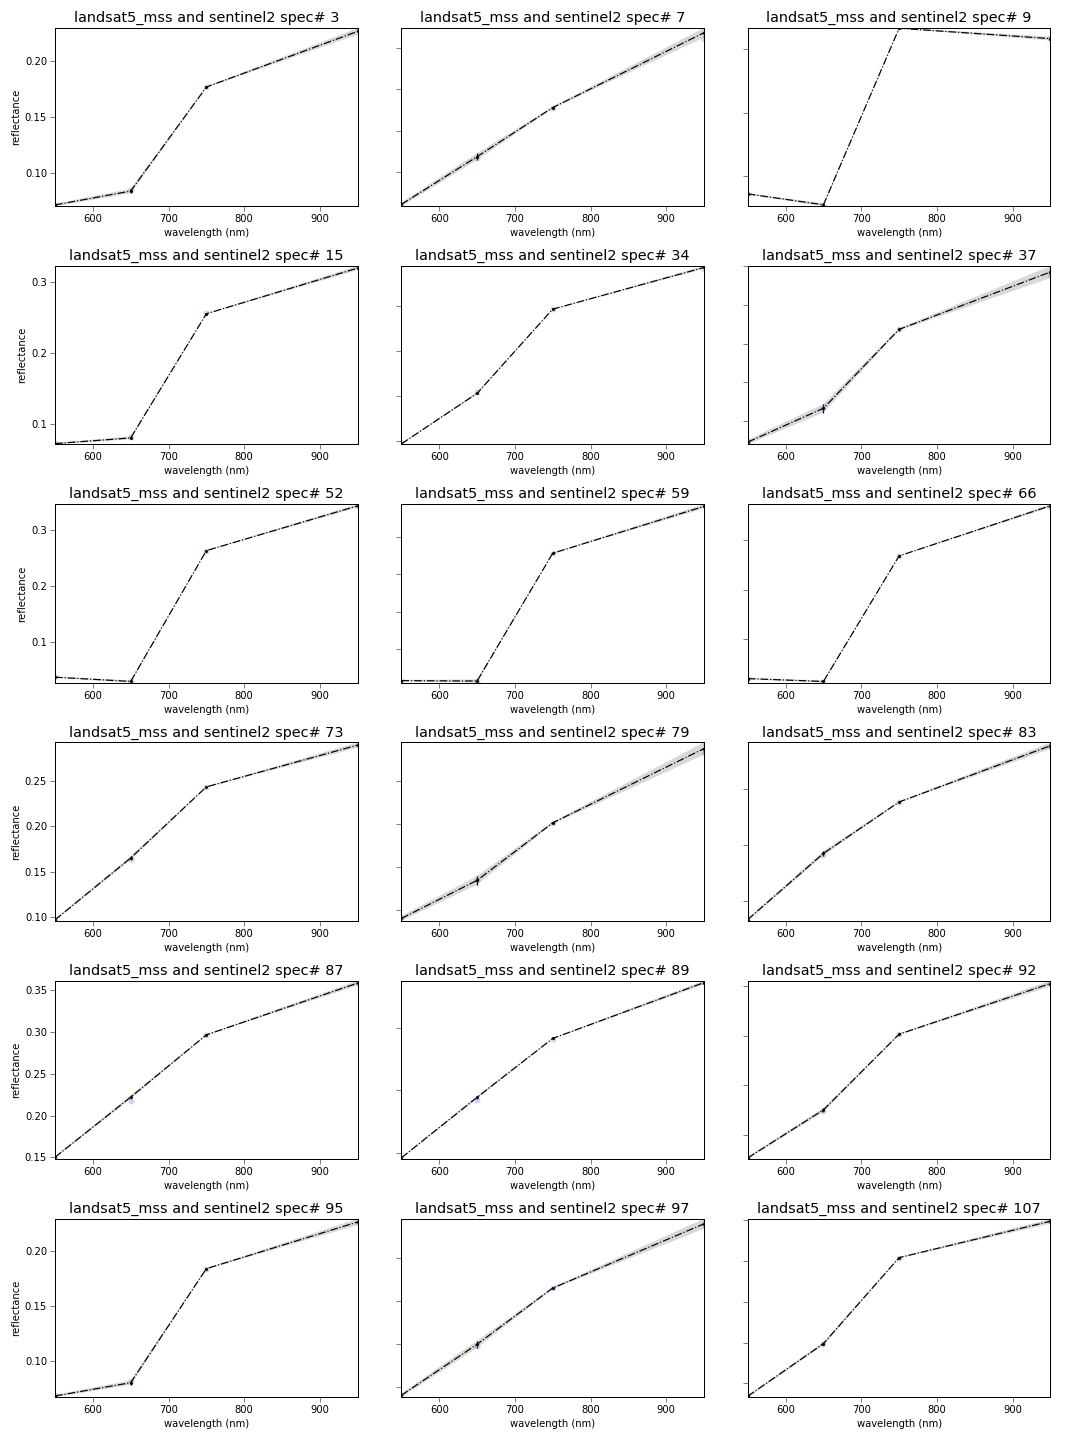 landsat5_mss and sentinel2 spec# 3
landsat5_mss and sentinel2 spec# 7
landsat5_mss and sentinel2 spec# 9
reflectance
0.20
0.15
0.10
600 700 800 900
600 700 800 900
600 700 800 900
wavelength (nm)
wavelength (nm)
wavelength (nm)
landsat5_mss and sentinel2 spec# 15
landsat5_mss and sentinel2 spec# 34
landsat5_mss and sentinel2 spec# 37
reflectance
0.3
0.2
0.1
600 700 800 900
600 700 800 900
600 700 800 900
wavelength (nm)
wavelength (nm)
wavelength (nm)
landsat5_mss and sentinel2 spec# 52
landsat5_mss and sentinel2 spec# 59
landsat5_mss and sentinel2 spec# 66
reflectance
0.3
0.2
0.1
600 700 800 900
600 700 800 900
600 700 800 900
wavelength (nm)
wavelength (nm)
wavelength (nm)
landsat5_mss and sentinel2 spec# 73
landsat5_mss and sentinel2 spec# 79
landsat5_mss and sentinel2 spec# 83
reflectance
0.25
0.20
0.15
0.10
600 700 800 900
600 700 800 900
600 700 800 900
wavelength (nm)
wavelength (nm)
wavelength (nm)
landsat5_mss and sentinel2 spec# 87
landsat5_mss and sentinel2 spec# 89
landsat5_mss and sentinel2 spec# 92
reflectance
0.35
0.30
0.25
0.20
0.15
600 700 800 900
600 700 800 900
600 700 800 900
wavelength (nm)
wavelength (nm)
wavelength (nm)
landsat5_mss and sentinel2 spec# 95
landsat5_mss and sentinel2 spec# 97
landsat5_mss and sentinel2 spec# 107
reflectance
0.20
0.15
0.10
600 700 800 900
600 700 800 900
600 700 800 900
wavelength (nm)
wavelength (nm)
wavelength (nm)